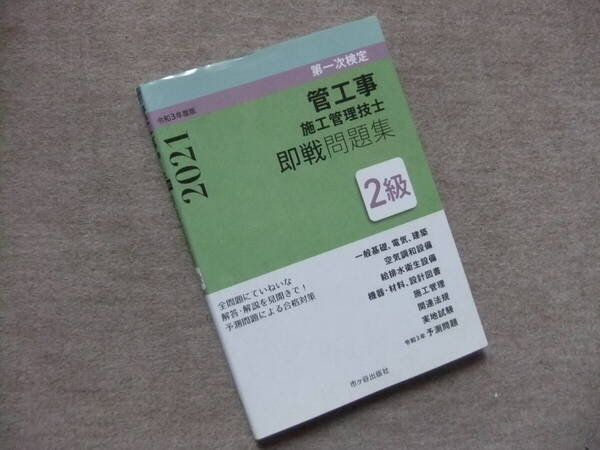 第一次検定
令和3年度版
2021
管工事
施工管理技士
即戦問題集
2級
一般基礎、電気、建築
空気調和設備
給排水衛生設備
機器・材料、設計図書
施工管理
関連法規
実地試験
令和3年 予測問題
全問題にていねいな
解答・解説を見開きで！
予測問題による合格対策
市ケ谷出版社